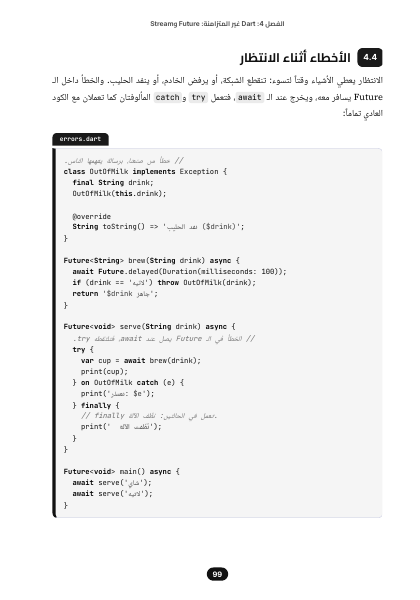 الفصل 4: Dart غير المتزامنة: Future وStream
4.4 الأخطاء أثناء الانتظار
الانتظار يعطي الأشياء وقتاً لتسوء: تنقطع الشبكة، أو يرفض الخادم، أو ينفد الحليب. والخطأ داخل الـ
Future يسافر معه، ويخرج عند الـ await، فتعمل try و catch المألوفتان كما تعملان مع الكود
العادي تماماً:
errors.dart
// خطأ من صنعنا، برسالة يفهمها الناس.
class OutOfMilk implements Exception {
final String drink;
OutOfMilk(this.drink);
@override
String toString() => 'نفد الحليب ($drink)';
}
Future<String> brew(String drink) async {
await Future.delayed(Duration(milliseconds: 100));
if (drink == 'لاتيه') throw OutOfMilk(drink);
return '$drink جاهز';
}
Future<void> serve(String drink) async {
// الخطأ في الـ Future يصل عند await، فتلتقطه try.
try {
var cup = await brew(drink);
print(cup);
} on OutOfMilk catch (e) {
print('معذرة: $e');
} finally {
// finally تعمل في الحالتين: نظّف الآلة.
print('  نُظّفت الآلة');
}
}
Future<void> main() async {
await serve('شاي');
await serve('لاتيه');
}
99